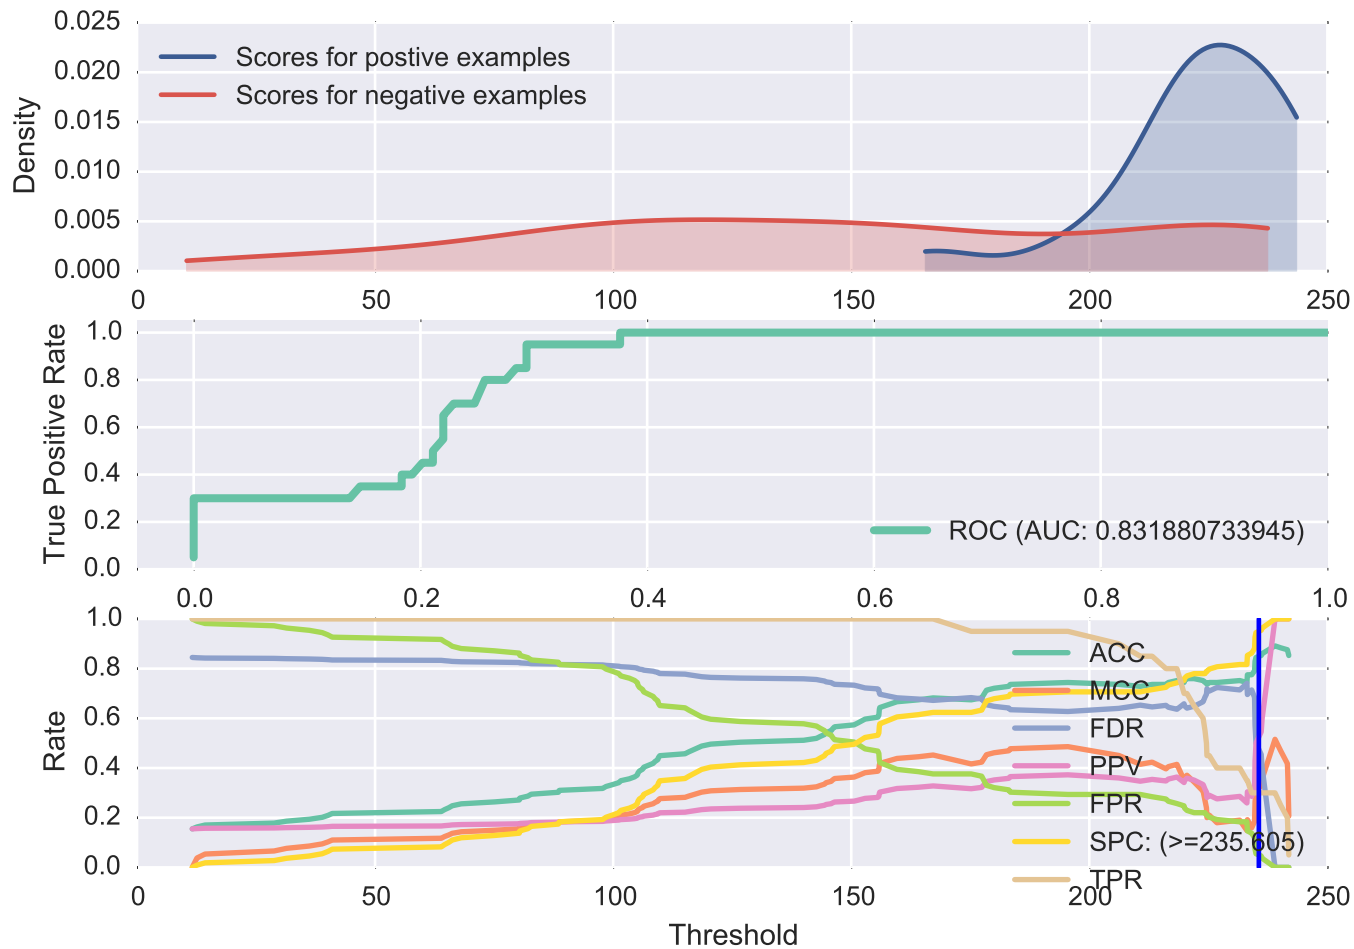 0.025
0.020
0.015
0.010
0.005
0.000
Density
Scores for postive examples
Scores for negative examples
0 50 100 150 200 250
1.0
0.8
0.6
0.4
0.2
0.0
True Positive Rate
ROC (AUC: 0.831880733945)
0.0 0.2 0.4 0.6 0.8 1.0
1.0
0.8
0.6
0.4
0.2
0.0
Rate
ACC
MCC
FDR
PPV
FPR
SPC: (>=235.605)
TPR
0 50 100 150 200 250
Threshold